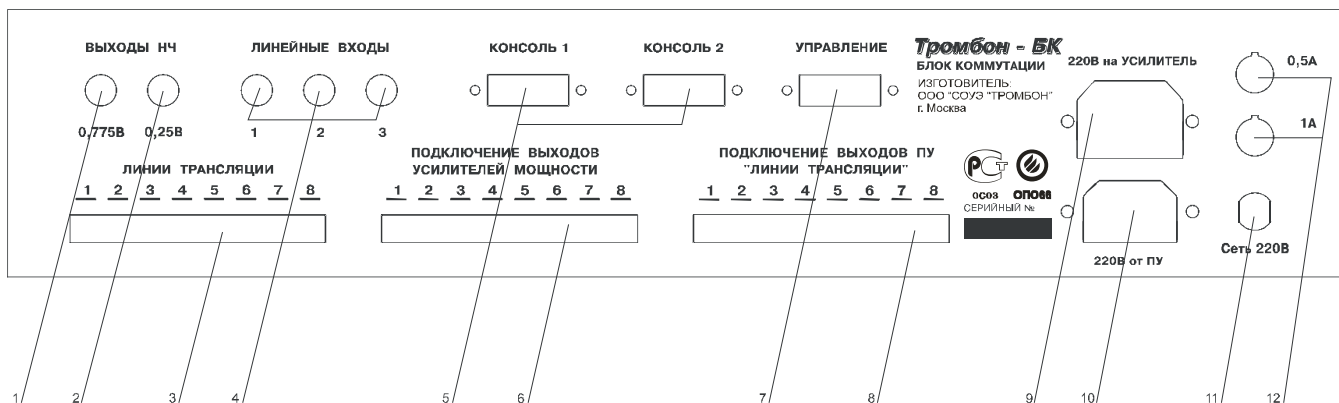 ВЫХОДЫ НЧ
ЛИНЕЙНЫЕ ВХОДЫ
КОНСОЛЬ 1
КОНСОЛЬ 2
УПРАВЛЕНИЕ
Тромбон - БК
БЛОК КОММУТАЦИИ
ИЗГОТОВИТЕЛЬ:
ООО "СОУЭ "ТРОМБОН"
г. Москва
220В на УСИЛИТЕЛЬ
0,5А
1А
0,775В 0,25В
1 2 3
ЛИНИИ ТРАНСЛЯЦИИ
1 2 3 4 5 6 7 8
ПОДКЛЮЧЕНИЕ ВЫХОДОВ
УСИЛИТЕЛЕЙ МОЩНОСТИ
1 2 3 4 5 6 7 8
ПОДКЛЮЧЕНИЕ ВЫХОДОВ ПУ
"ЛИНИИ ТРАНСЛЯЦИИ"
1 2 3 4 5 6 7 8
РСТ
ОС03 ОП066
СЕРИЙНЫЙ №
220В от ПУ
Сеть 220В
1 2 3 4 5 6 7 8 9 10 11 12